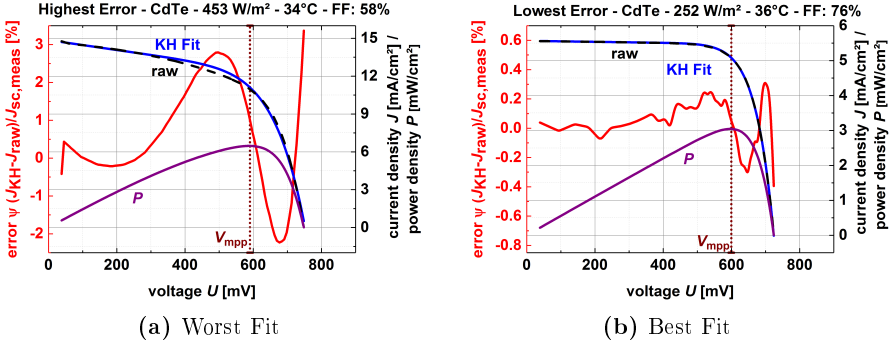 Highest Error - CdTe - 453 W/m² - 34°C - FF: 58%
error ψ (J_KH-J_raw)/J_sc,meas [%]
3
2
1
0
-1
-2
KH Fit
raw
P
V_mpp
15
12
9
6
3
0
current density J [mA/cm²] /
power density P [mW/cm²]
0
200
400
600
800
voltage U [mV]
(a) Worst Fit
Lowest Error - CdTe - 252 W/m² - 36°C - FF: 76%
error ψ (J_KH-J_raw)/J_sc,meas [%]
0.6
0.4
0.2
0.0
-0.2
-0.4
-0.6
-0.8
raw
KH Fit
P
V_mpp
6
5
4
3
2
1
0
current density J [mA/cm²] /
power density P [mW/cm²]
0
200
400
600
800
voltage U [mV]
(b) Best Fit